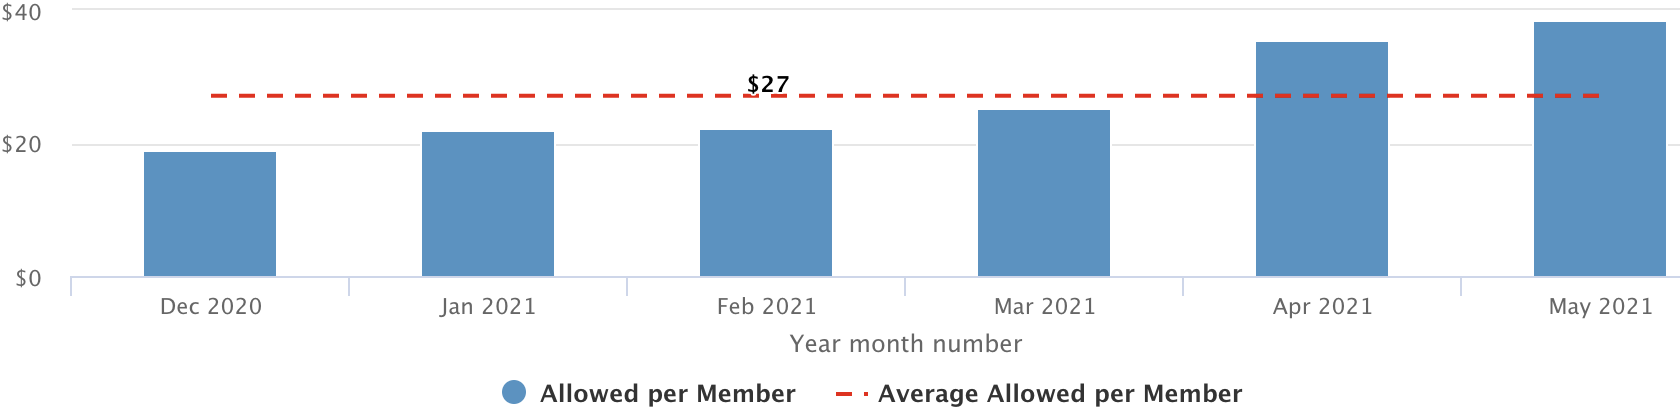 $40
$27
$20
$0
Dec 2020 Jan 2021 Feb 2021 Mar 2021 Apr 2021 May 2021
Year month number
Allowed per Member Average Allowed per Member